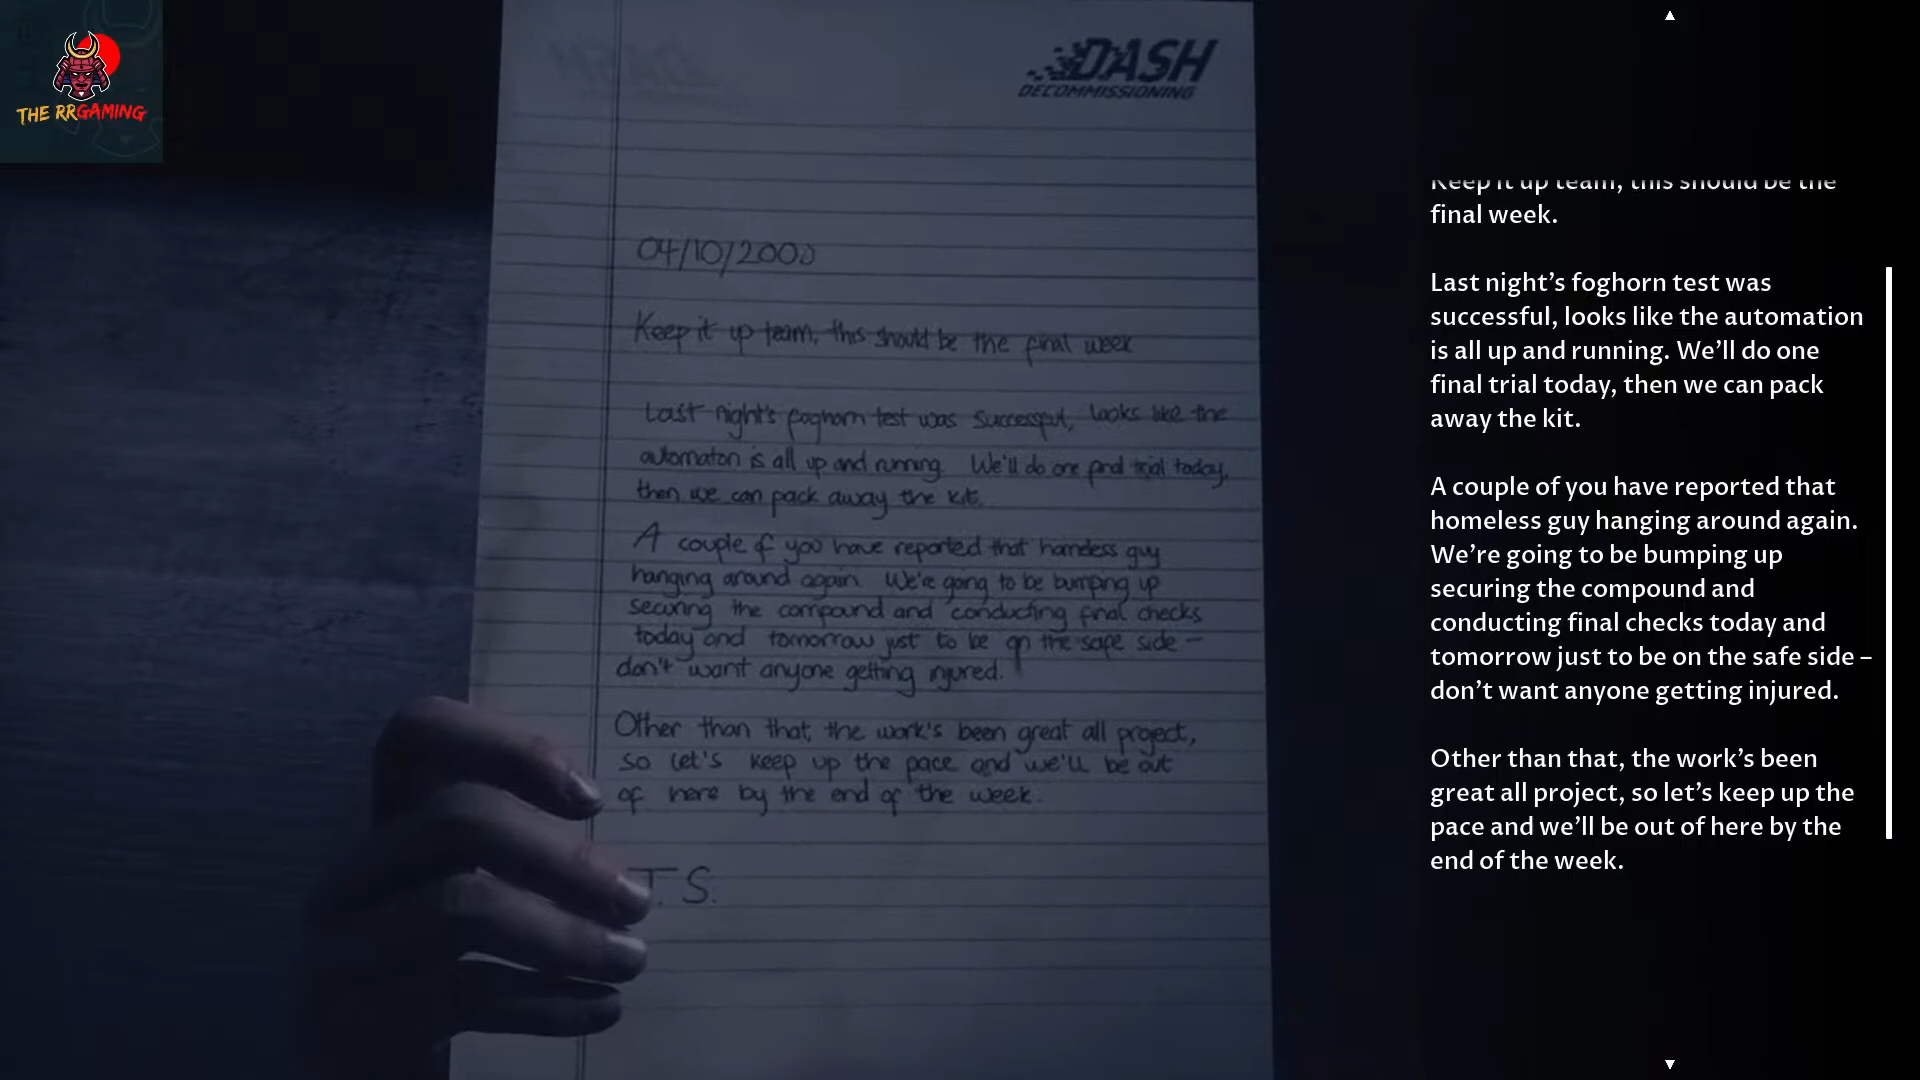 THE RRGAMING
DASH
DECOMMISSIONING
04/10/2000
Keep it up team, this should be the final week
Last night's foghorn test was successful, looks like the
automaton is all up and running. We'll do one final trial today,
then we can pack away the kit.
A couple of you have reported that homeless guy
hanging around again. We're going to be bumping up
securing the compound and conducting final checks
today and tomorrow just to be on the safe side –
don't want anyone getting injured.
Other than that, the work's been great all project,
so let's keep up the pace and we'll be out
of here by the end of the week.
T.S.
Keep it up team, this should be the
final week.
Last night’s foghorn test was
successful, looks like the automation
is all up and running. We’ll do one
final trial today, then we can pack
away the kit.
A couple of you have reported that
homeless guy hanging around again.
We’re going to be bumping up
securing the compound and
conducting final checks today and
tomorrow just to be on the safe side –
don’t want anyone getting injured.
Other than that, the work’s been
great all project, so let’s keep up the
pace and we’ll be out of here by the
end of the week.